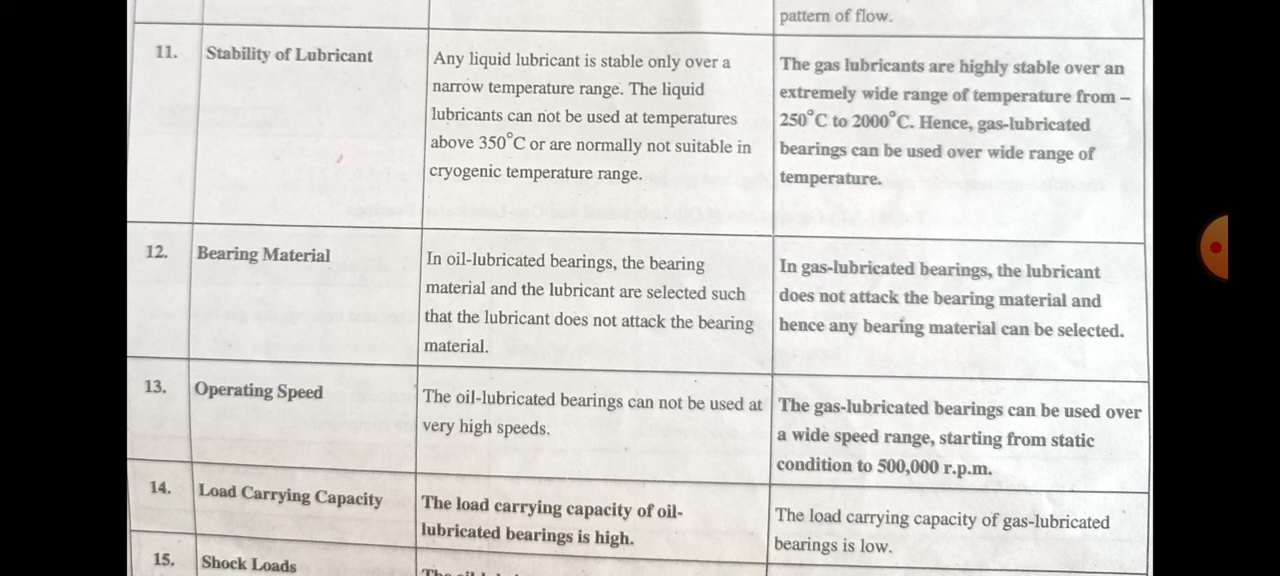 pattern of flow.
11.
Stability of Lubricant
Any liquid lubricant is stable only over a
narrow temperature range. The liquid
lubricants can not be used at temperatures
above 350°C or are normally not suitable in
cryogenic temperature range.
The gas lubricants are highly stable over an
extremely wide range of temperature from –
250°C to 2000°C. Hence, gas-lubricated
bearings can be used over wide range of
temperature.
12.
Bearing Material
In oil-lubricated bearings, the bearing
material and the lubricant are selected such
that the lubricant does not attack the bearing
material.
In gas-lubricated bearings, the lubricant
does not attack the bearing material and
hence any bearing material can be selected.
13.
Operating Speed
The oil-lubricated bearings can not be used at
very high speeds.
The gas-lubricated bearings can be used over
a wide speed range, starting from static
condition to 500,000 r.p.m.
14.
Load Carrying Capacity
The load carrying capacity of oil-
lubricated bearings is high.
The load carrying capacity of gas-lubricated
bearings is low.
15.
Shock Loads
The